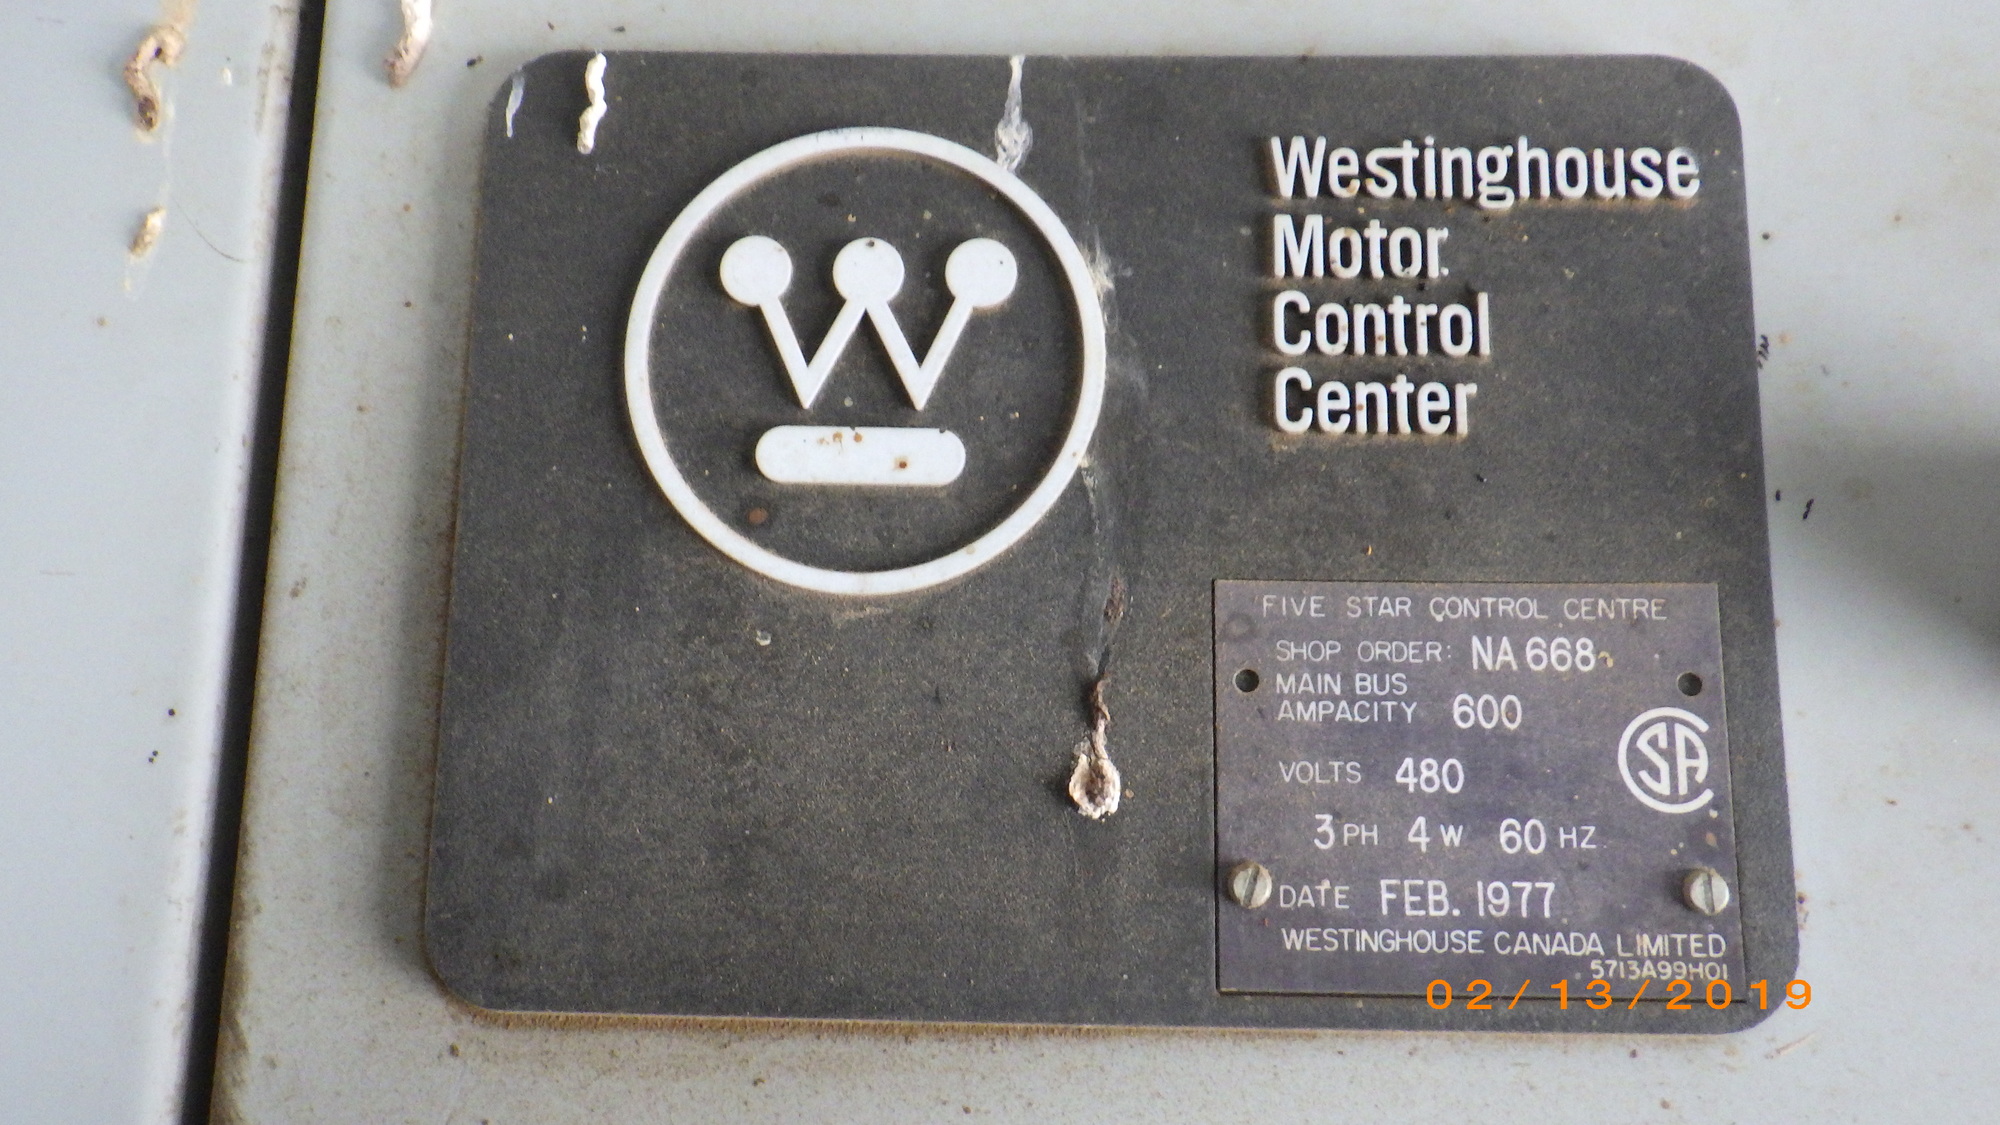 Westinghouse
Motor
Control
Center
FIVE STAR CONTROL CENTRE
SHOP ORDER: NA 668
MAIN BUS
AMPACITY 600
VOLTS 480
3 PH 4 W 60 HZ
DATE FEB. 1977
WESTINGHOUSE CANADA LIMITED
5713A99H01
02/13/2019
W
SA